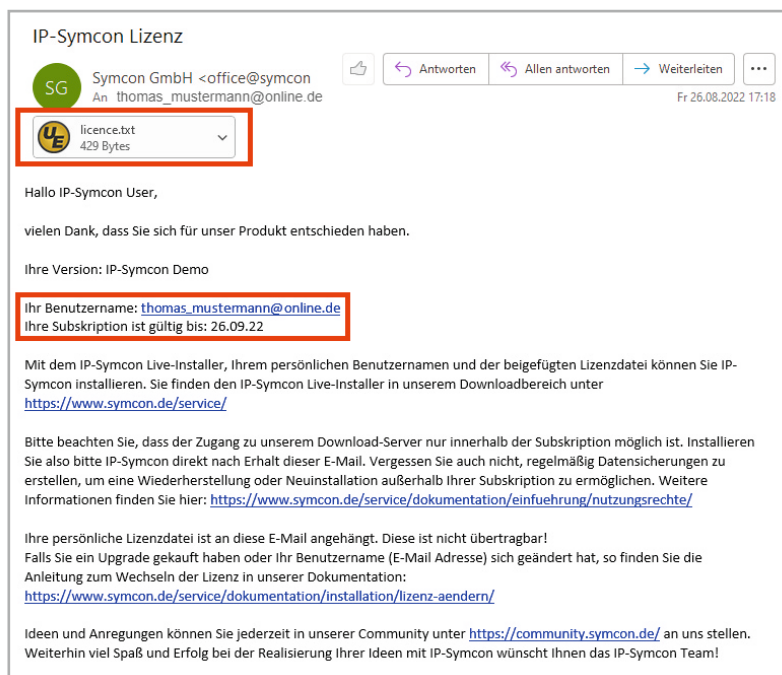 IP-Symcon Lizenz
SG
Symcon GmbH <office@symcon
An thomas_mustermann@online.de
Antworten
Allen antworten
Weiterleiten
Fr 26.08.2022 17:18
UE
licence.txt
429 Bytes
Hallo IP-Symcon User,
vielen Dank, dass Sie sich für unser Produkt entschieden haben.
Ihre Version: IP-Symcon Demo
Ihr Benutzername: thomas_mustermann@online.de
Ihre Subskription ist gültig bis: 26.09.22
Mit dem IP-Symcon Live-Installer, Ihrem persönlichen Benutzernamen und der beigefügten Lizenzdatei können Sie IP-
Symcon installieren. Sie finden den IP-Symcon Live-Installer in unserem Downloadbereich unter
https://www.symcon.de/service/
Bitte beachten Sie, dass der Zugang zu unserem Download-Server nur innerhalb der Subskription möglich ist. Installieren
Sie also bitte IP-Symcon direkt nach Erhalt dieser E-Mail. Vergessen Sie auch nicht, regelmäßig Datensicherungen zu
erstellen, um eine Wiederherstellung oder Neuinstallation außerhalb Ihrer Subskription zu ermöglichen. Weitere
Informationen finden Sie hier: https://www.symcon.de/service/dokumentation/einfuehrung/nutzungsrechte/
Ihre persönliche Lizenzdatei ist an diese E-Mail angehängt. Diese ist nicht übertragbar!
Falls Sie ein Upgrade gekauft haben oder Ihr Benutzername (E-Mail Adresse) sich geändert hat, so finden Sie die
Anleitung zum Wechseln der Lizenz in unserer Dokumentation:
https://www.symcon.de/service/dokumentation/installation/lizenz-aendern/
Ideen und Anregungen können Sie jederzeit in unserer Community unter https://community.symcon.de/ an uns stellen.
Weiterhin viel Spaß und Erfolg bei der Realisierung Ihrer Ideen mit IP-Symcon wünscht Ihnen das IP-Symcon Team!